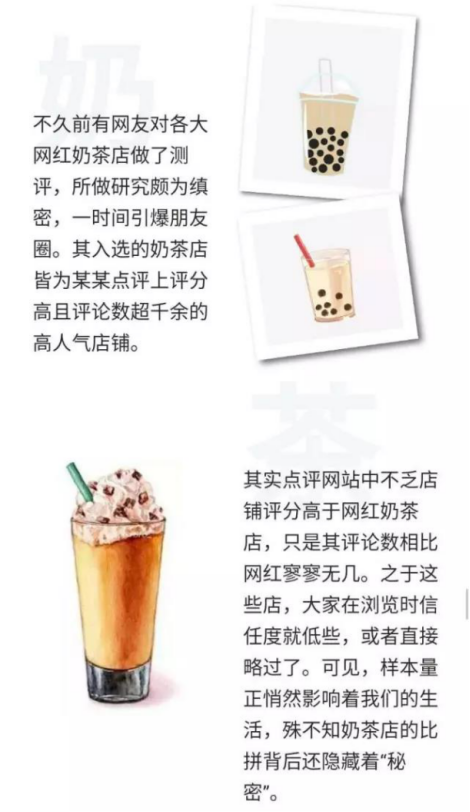 奶
不久前有网友对各大
网红奶茶店做了测
评，所做研究颇为缜
密，一时间引爆朋友
圈。其入选的奶茶店
皆为某某点评上评分
高且评论数超千余的
高人气店铺。
茶
其实点评网站中不乏店
铺评分高于网红奶茶
店，只是其评论数相比
网红寥寥无几。之于这
些店，大家在浏览时信
任度就低些，或者直接
略过了。可见，样本量
正悄然影响着我们的生
活，殊不知奶茶店的比
拼背后还隐藏着“秘
密”。